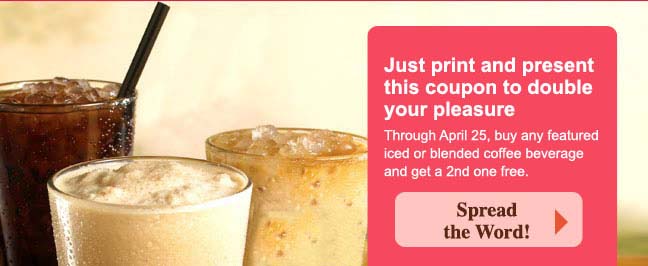 Just print and present
this coupon to double
your pleasure
Through April 25, buy any featured
iced or blended coffee beverage
and get a 2nd one free.
Spread
the Word!